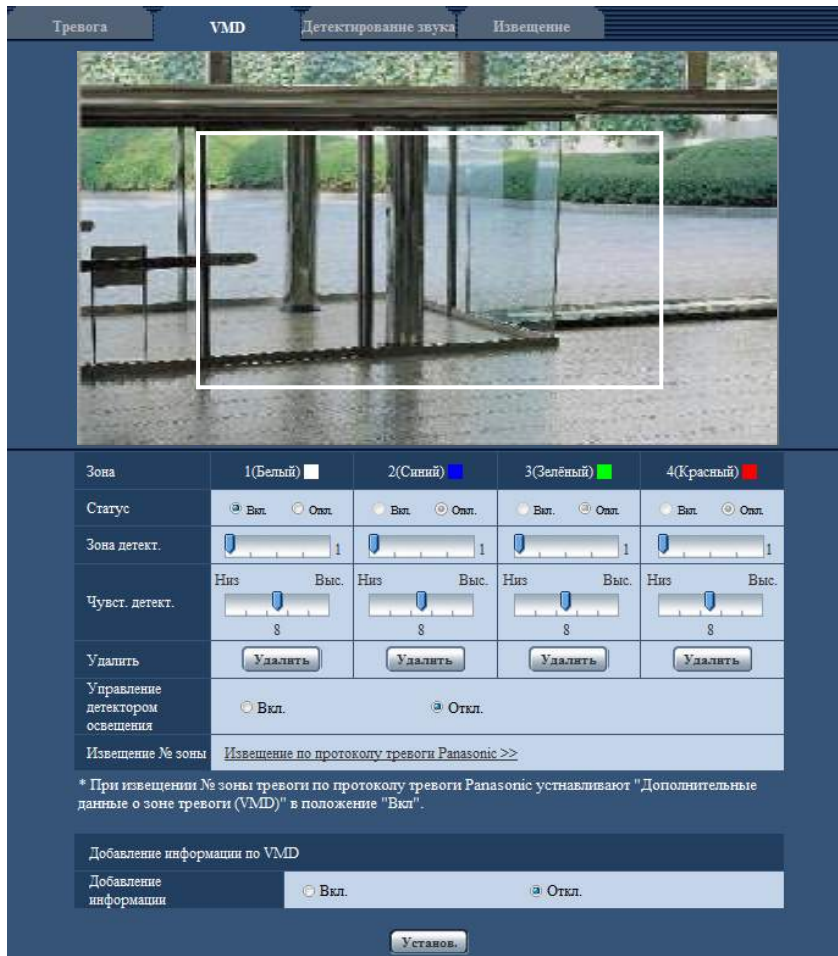 Тревога VMD Детектирование звука Извещение
Зона 1(Белый) 2(Синий) 3(Зелёный) 4(Красный)
Статус Вкл. Откл. Вкл. Откл. Вкл. Откл. Вкл. Откл.
Зона детект. 1 1 1 1
Низ Выс. Низ Выс. Низ Выс. Низ Выс.
Чувст. детект.
8 8 8 8
Удалить Удалить Удалить Удалить Удалить
Управление
детектором
освещения
Вкл. Откл.
Извещение № зоны Извещение по протоколу тревоги Panasonic >>
* При извещении № зоны тревоги по протоколу тревоги Panasonic устнавливают "Дополнительные
данные о зоне тревоги (VMD)" в положение "Вкл".
Добавление информации по VMD
Добавление
информации
Вкл. Откл.
Установ.